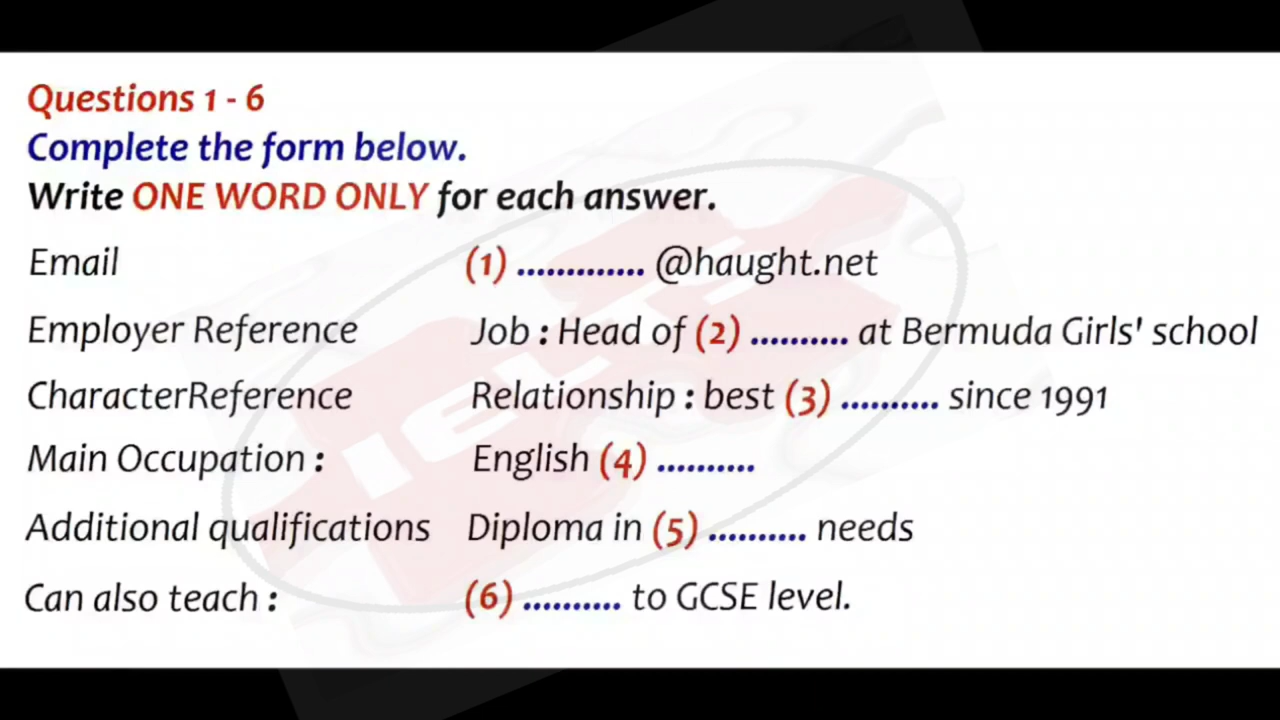 Questions 1 - 6
Complete the form below.
Write ONE WORD ONLY for each answer.
Email (1) ............. @haught.net
Employer Reference Job : Head of (2) .......... at Bermuda Girls' school
CharacterReference Relationship : best (3) .......... since 1991
Main Occupation : English (4) ..........
Additional qualifications Diploma in (5) .......... needs
Can also teach : (6) .......... to GCSE level.
IELTS